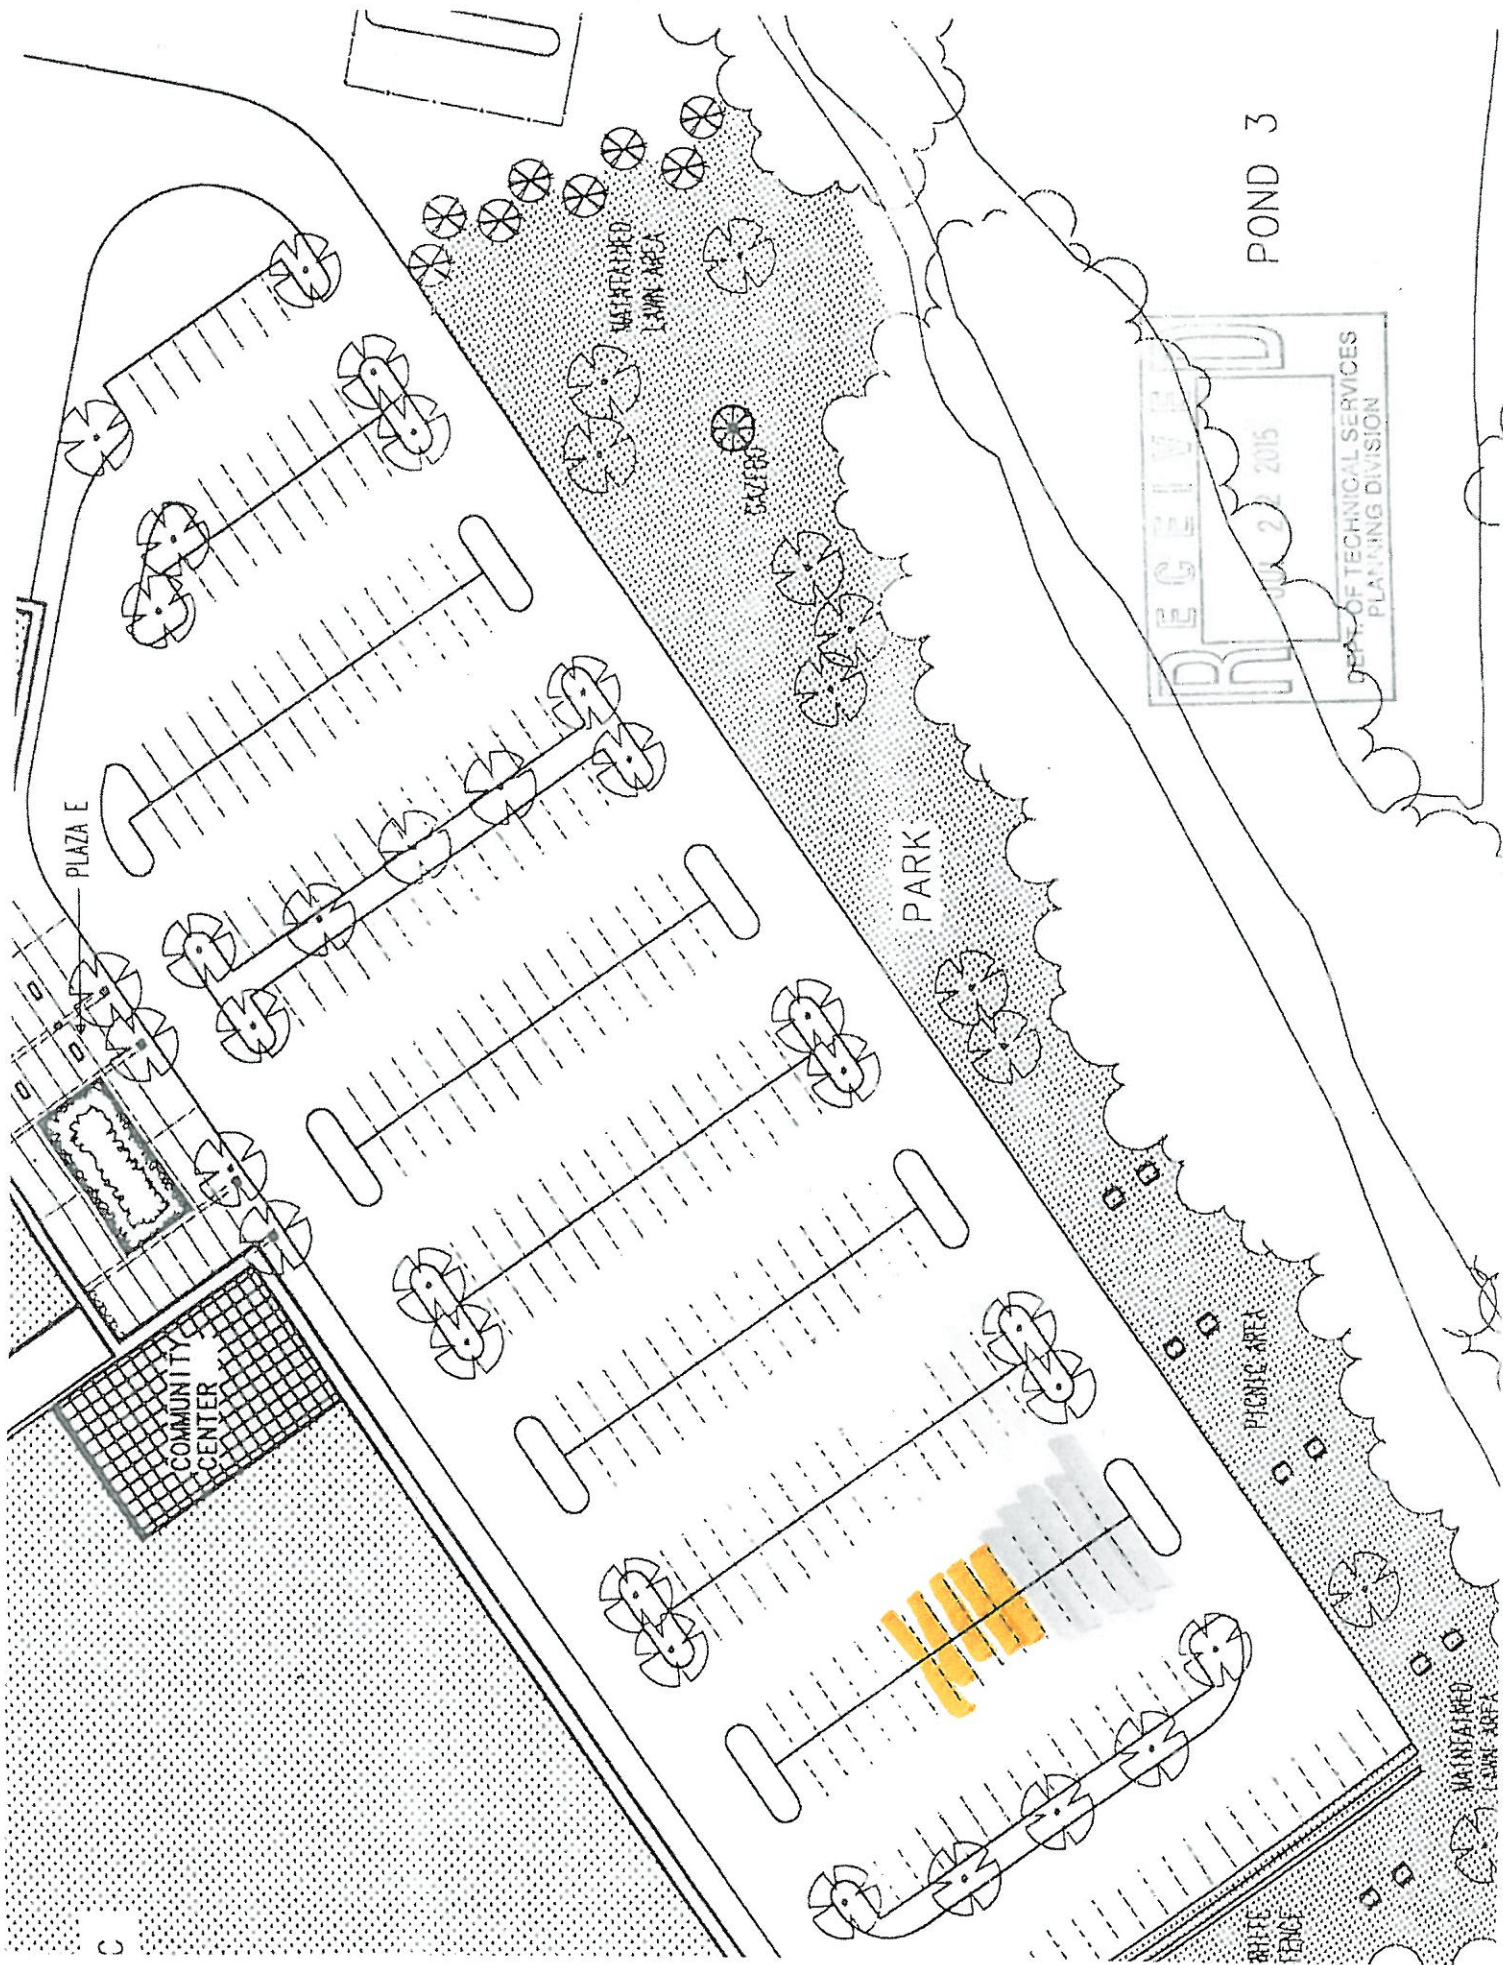 PLAZA E
COMMUNITY
CENTER
C
MAINTAINED
LAWN AREA
GAZEBO
PARK
POND 3
RECEIVED
JUL 22 2015
DEPT. OF TECHNICAL SERVICES
PLANNING DIVISION
PICNIC AREA
MAINTAINED
LAWN AREA
WHITE
FENCE